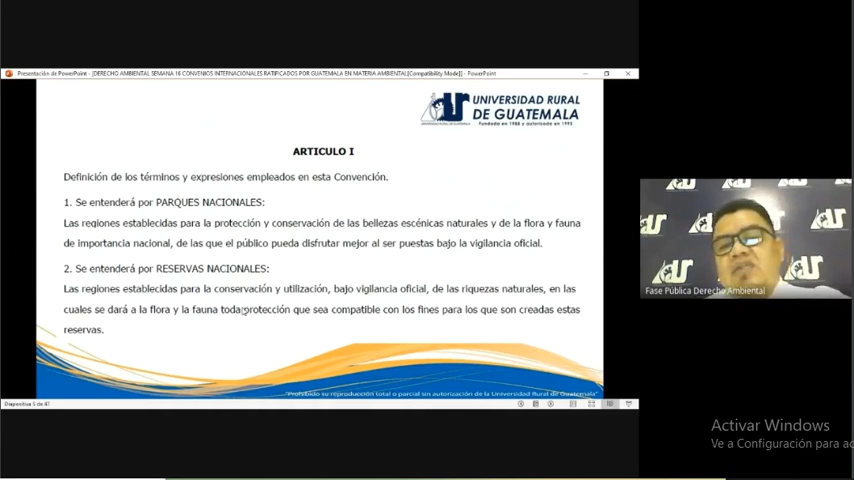 Presentación de PowerPoint - [DERECHO AMBIENTAL SEMANA 16 CONVENIOS INTERNACIONALES RATIFICADOS POR GUATEMALA EN MATERIA AMBIENTAL[Compatibility Mode]] - PowerPoint
UNIVERSIDAD RURAL
DE GUATEMALA
Fundada en 1988 y autorizada en 1995
ARTICULO I
Definición de los términos y expresiones empleados en esta Convención.
1. Se entenderá por PARQUES NACIONALES:
Las regiones establecidas para la protección y conservación de las bellezas escénicas naturales y de la flora y fauna
de importancia nacional, de las que el público pueda disfrutar mejor al ser puestas bajo la vigilancia oficial.
2. Se entenderá por RESERVAS NACIONALES:
Las regiones establecidas para la conservación y utilización, bajo vigilancia oficial, de las riquezas naturales, en las
cuales se dará a la flora y la fauna toda protección que sea compatible con los fines para los que son creadas estas
reservas.
"Prohibido su reproducción total o parcial sin autorización de la Universidad Rural de Guatemala"
Diapositiva 5 de 47
Fase Pública Derecho Ambiental
Activar Windows
Ve a Configuración para ac